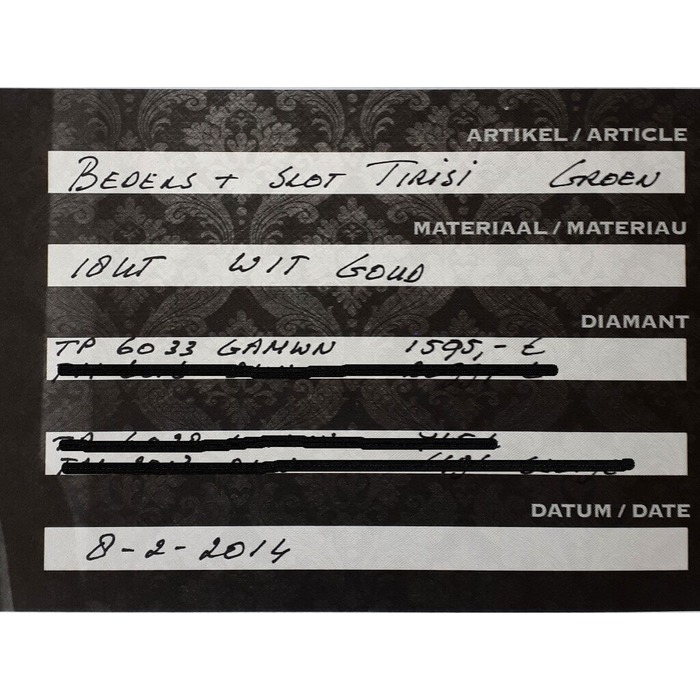 ARTIKEL / ARTICLE
BEDELS + SLOT TIRISI GROEN
MATERIAAL / MATERIAU
18KT WIT GOUD
DIAMANT
TP 6033 GAMWN 1595,- €
DATUM / DATE
8-2-2014